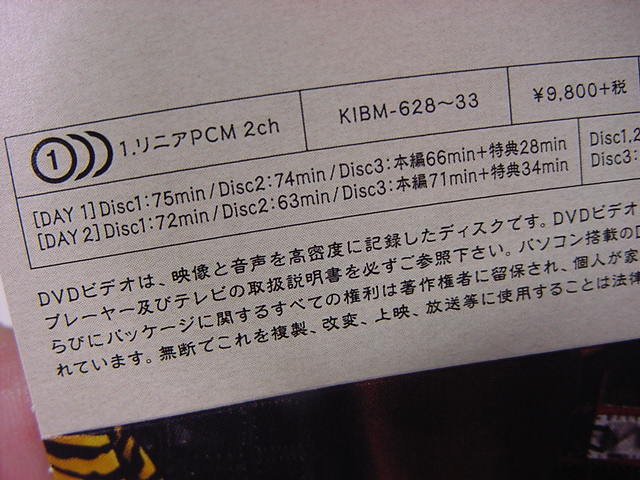 1 1.リニアPCM 2ch KIBM-628〜33 ¥9,800+税
[DAY 1]Disc1:75min/Disc2:74min/Disc3:本編66min+特典28min Disc1,2
[DAY 2]Disc1:72min/Disc2:63min/Disc3:本編71min+特典34min Disc3:
DVDビデオは、映像と音声を高密度に記録したディスクです。DVDビデオ
プレーヤー及びテレビの取扱説明書を必ずご参照下さい。パソコン搭載のD
らびにパッケージに関するすべての権利は著作権者に留保され、個人が家
れています。無断でこれを複製、改変、上映、放送等に使用することは法律